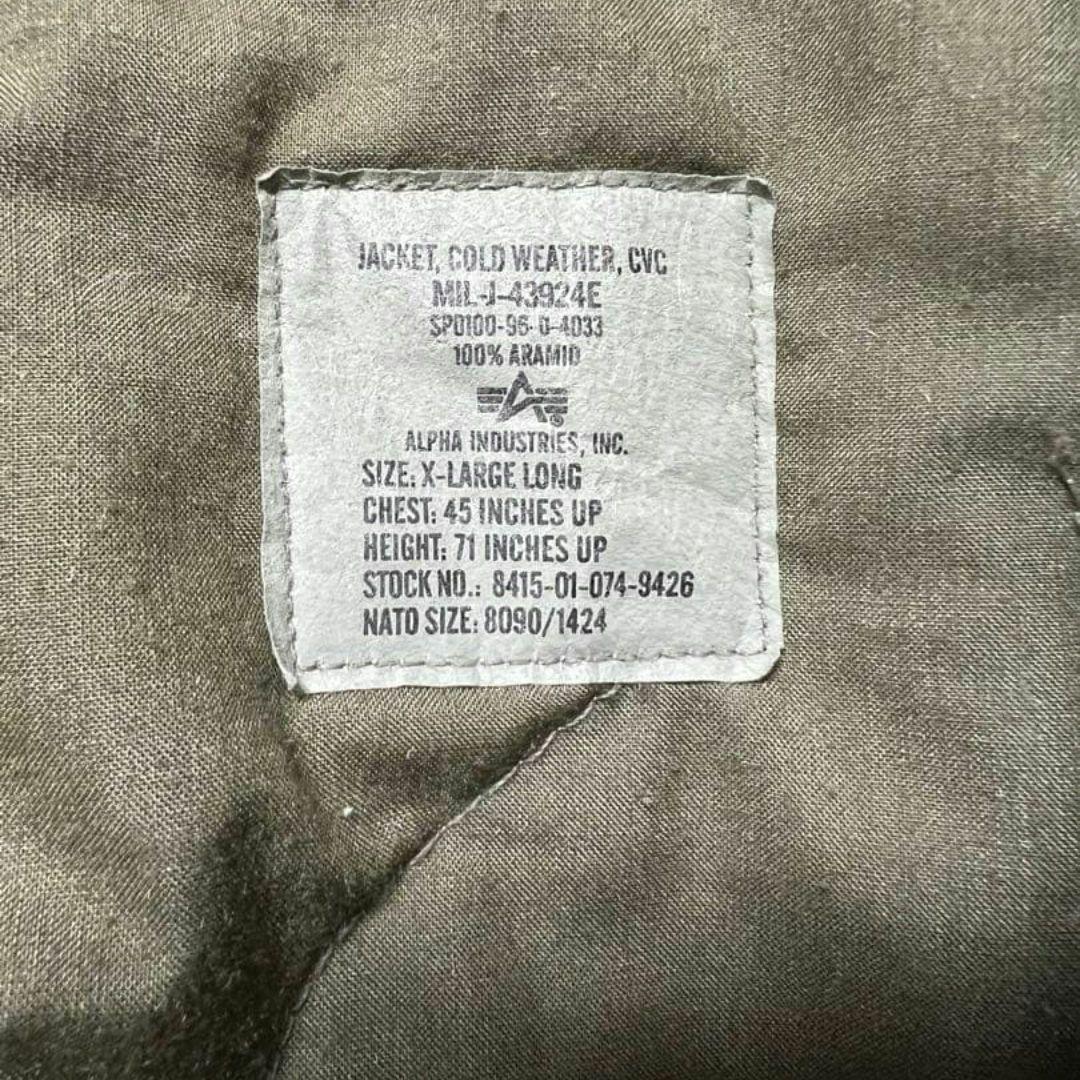 JACKET, COLD WEATHER, CVC
MIL-J-43924E
SPO100-96-D-4033
100% ARAMID
ALPHA INDUSTRIES, INC.
SIZE: X-LARGE LONG
CHEST: 45 INCHES UP
HEIGHT: 71 INCHES UP
STOCK NO.: 8415-01-074-9426
NATO SIZE: 8090/1424